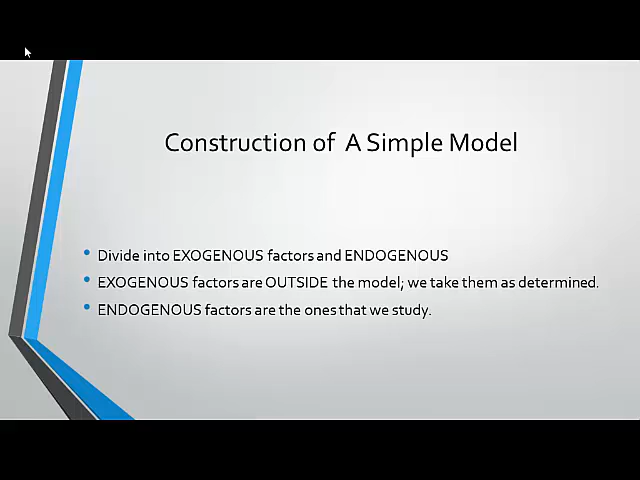 Construction of A Simple Model
Divide into EXOGENOUS factors and ENDOGENOUS
EXOGENOUS factors are OUTSIDE the model; we take them as determined.
ENDOGENOUS factors are the ones that we study.